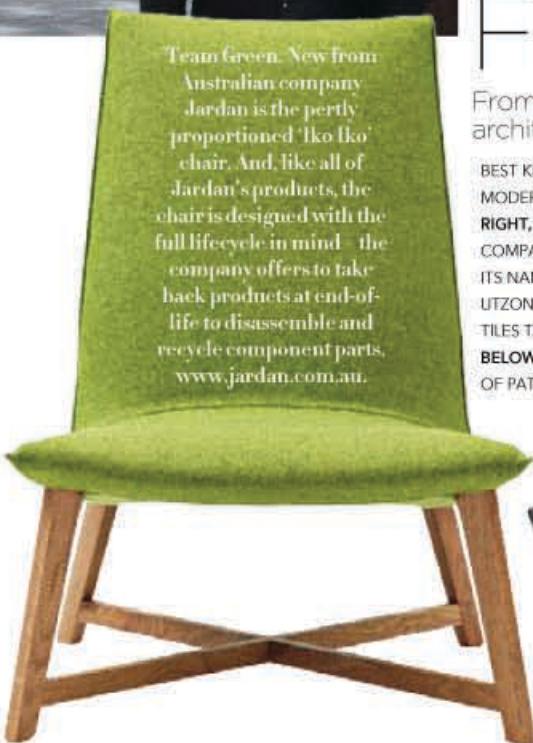 Team Green. New from
Australian company
Jardan is the pertly
proportioned ‘Iko Iko’
chair. And, like all of
Jardan’s products, the
chair is designed with the
full lifecycle in mind – the
company offers to take
back products at end-of-
life to disassemble and
recycle component parts.
www.jardan.com.au.
From
archi
BEST K
MODER
RIGHT,
COMPA
ITS NAM
UTZON
TILES T
BELOW
OF PAT